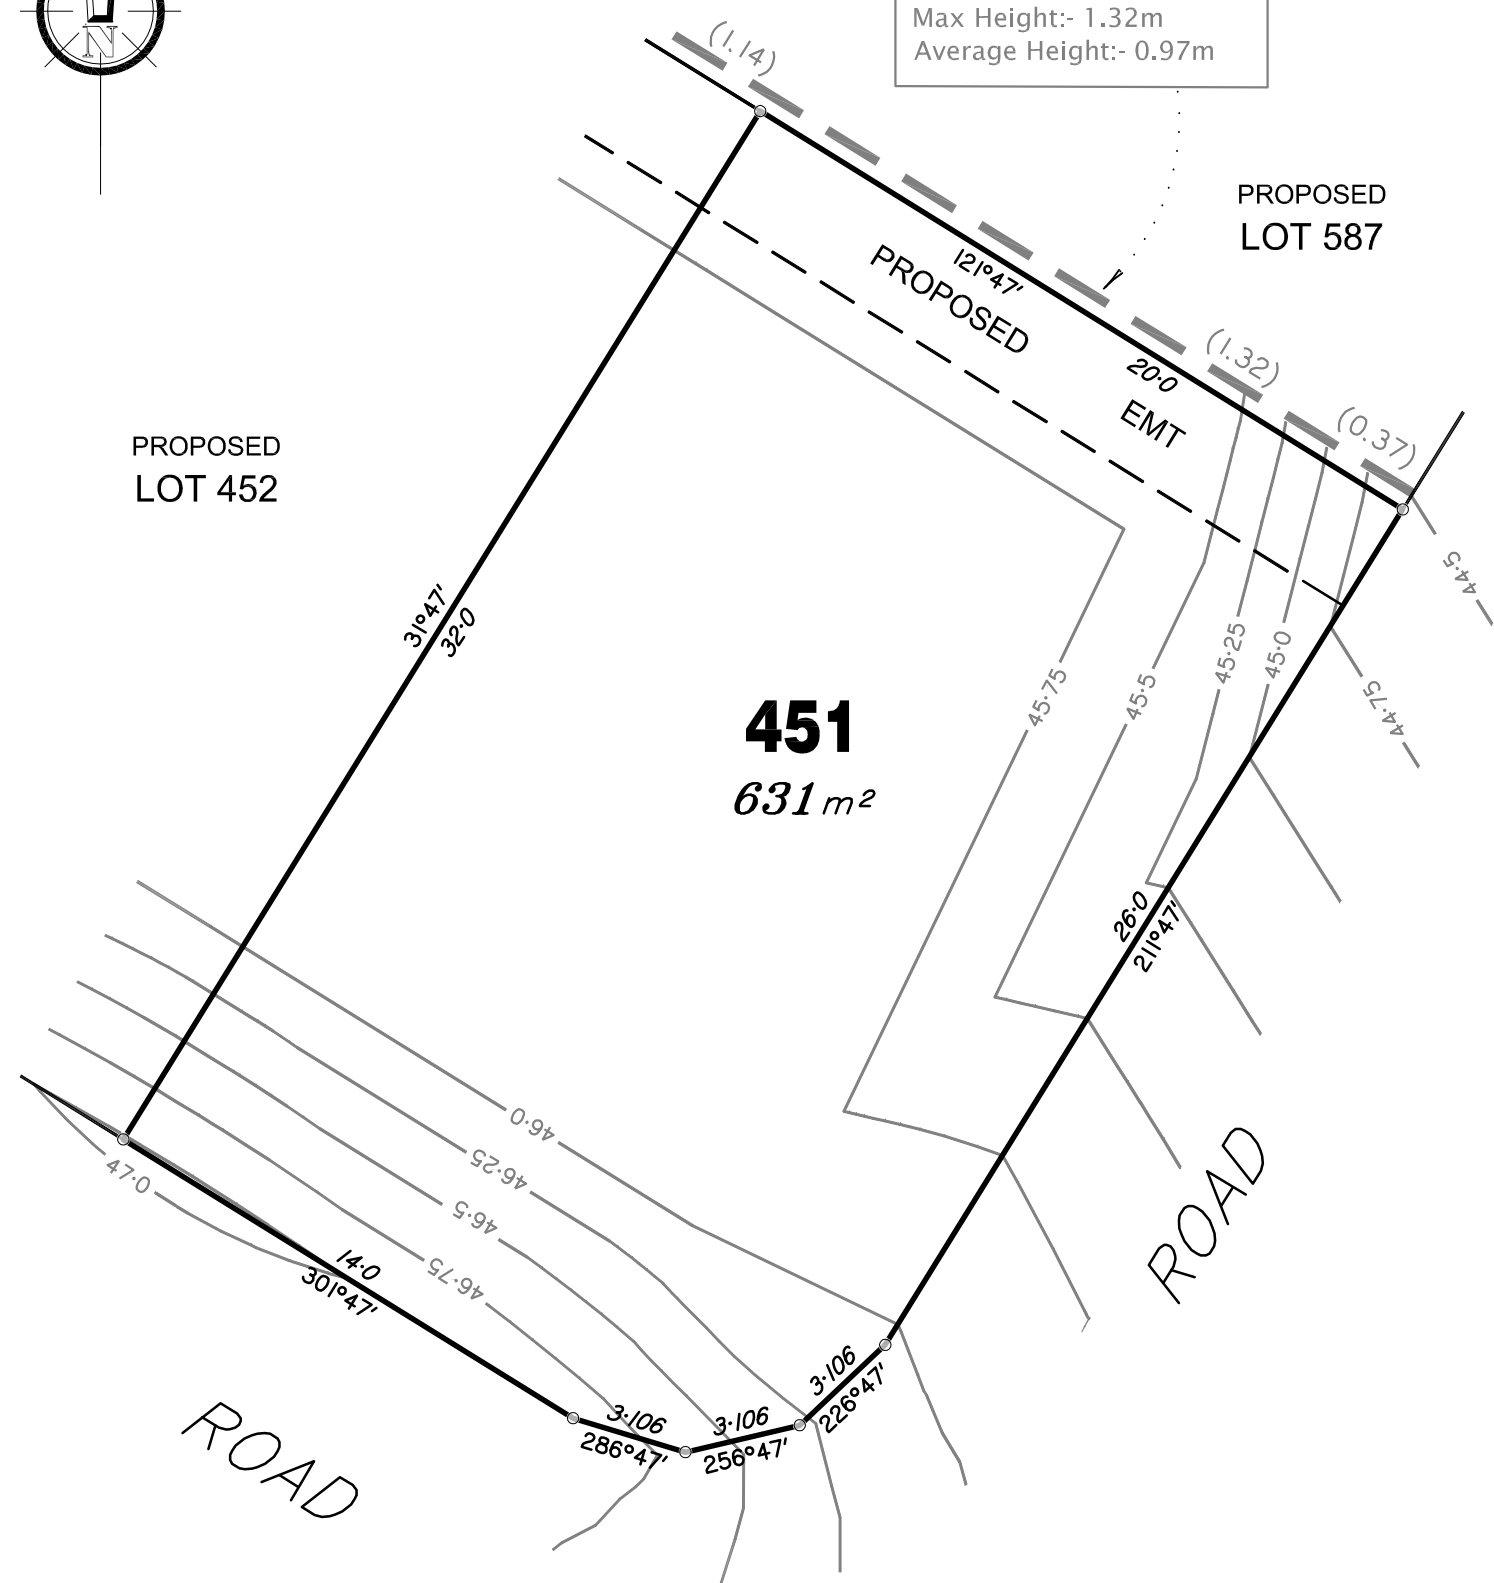 N
Max Height:- 1.32m
Average Height:- 0.97m
(1.14)
PROPOSED
LOT 587
121°47'
PROPOSED
20·0
EMT
(1.32)
(0.37)
44·5
PROPOSED
LOT 452
31°47'
32·0
45·75
45·5
45·25
45·0
44·75
451
631 m²
26·0
211°47'
46·0
46·25
46·5
46·75
47·0
14·0
301°47'
3·106
286°47'
3·106
256°47'
3·106
226°47'
ROAD
ROAD